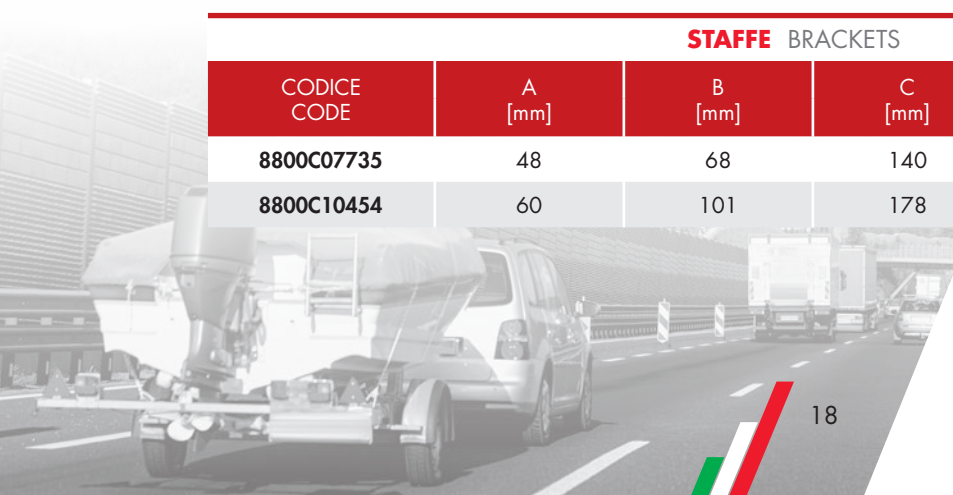 STAFFE BRACKETS
CODICE A B C
CODE [mm] [mm] [mm]
8800C07735 48 68 140
8800C10454 60 101 178
18